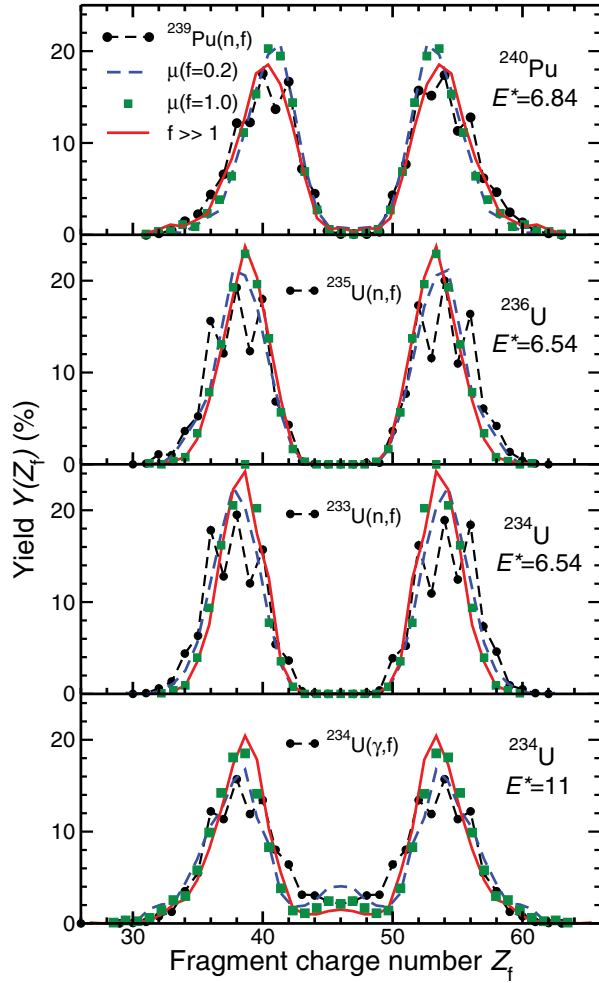 ²³⁹Pu(n,f)
μ(f=0.2)
μ(f=1.0)
f >> 1
²⁴⁰Pu
E*=6.84
20
10
0
²³⁵U(n,f)
²³⁶U
E*=6.54
20
10
0
²³³U(n,f)
²³⁴U
E*=6.54
20
10
0
²³⁴U(γ,f)
²³⁴U
E*=11
20
10
0
30 40 50 60
Yield Y(Z_f) (%)
Fragment charge number Z_f